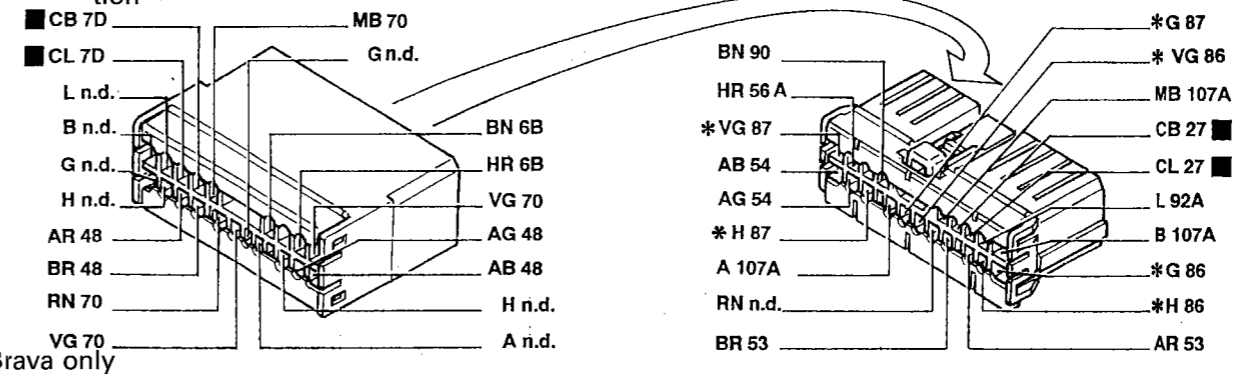 tion
■ CB 7D
■ CL 7D
L n.d.
B n.d.
G n.d.
H n.d.
AR 48
BR 48
RN 70
VG 70
MB 70
G n.d.
BN 6B
HR 6B
VG 70
AG 48
AB 48
H n.d.
A n.d.
BN 90
HR 56 A
*VG 87
AB 54
AG 54
*H 87
A 107A
RN n.d.
BR 53
*G 87
* VG 86
MB 107A
CB 27 ■
CL 27 ■
L 92A
B 107A
*G 86
*H 86
AR 53
Brava only